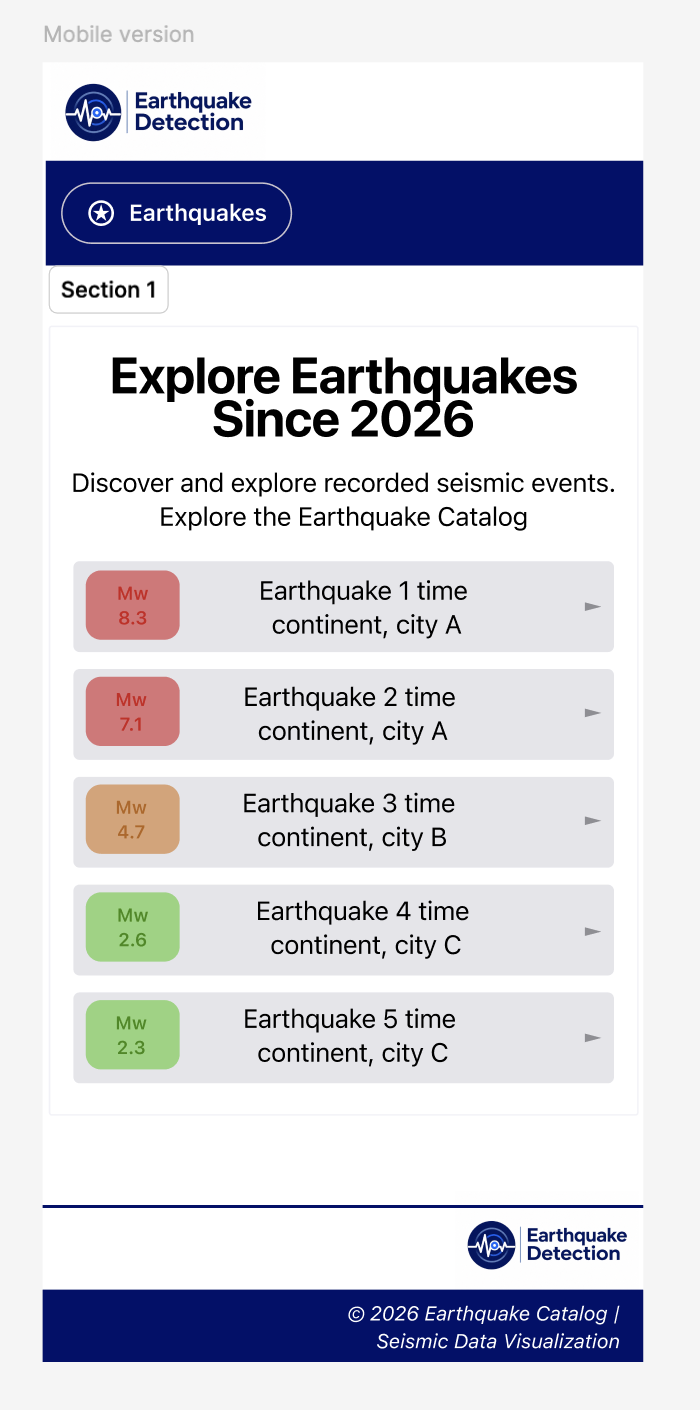 Mobile version
Earthquake
Detection
Earthquakes
Section 1
Explore Earthquakes
Since 2026
Discover and explore recorded seismic events.
Explore the Earthquake Catalog
Mw
8.3
Earthquake 1 time
continent, city A
Mw
7.1
Earthquake 2 time
continent, city A
Mw
4.7
Earthquake 3 time
continent, city B
Mw
2.6
Earthquake 4 time
continent, city C
Mw
2.3
Earthquake 5 time
continent, city C
Earthquake
Detection
© 2026 Earthquake Catalog |
Seismic Data Visualization